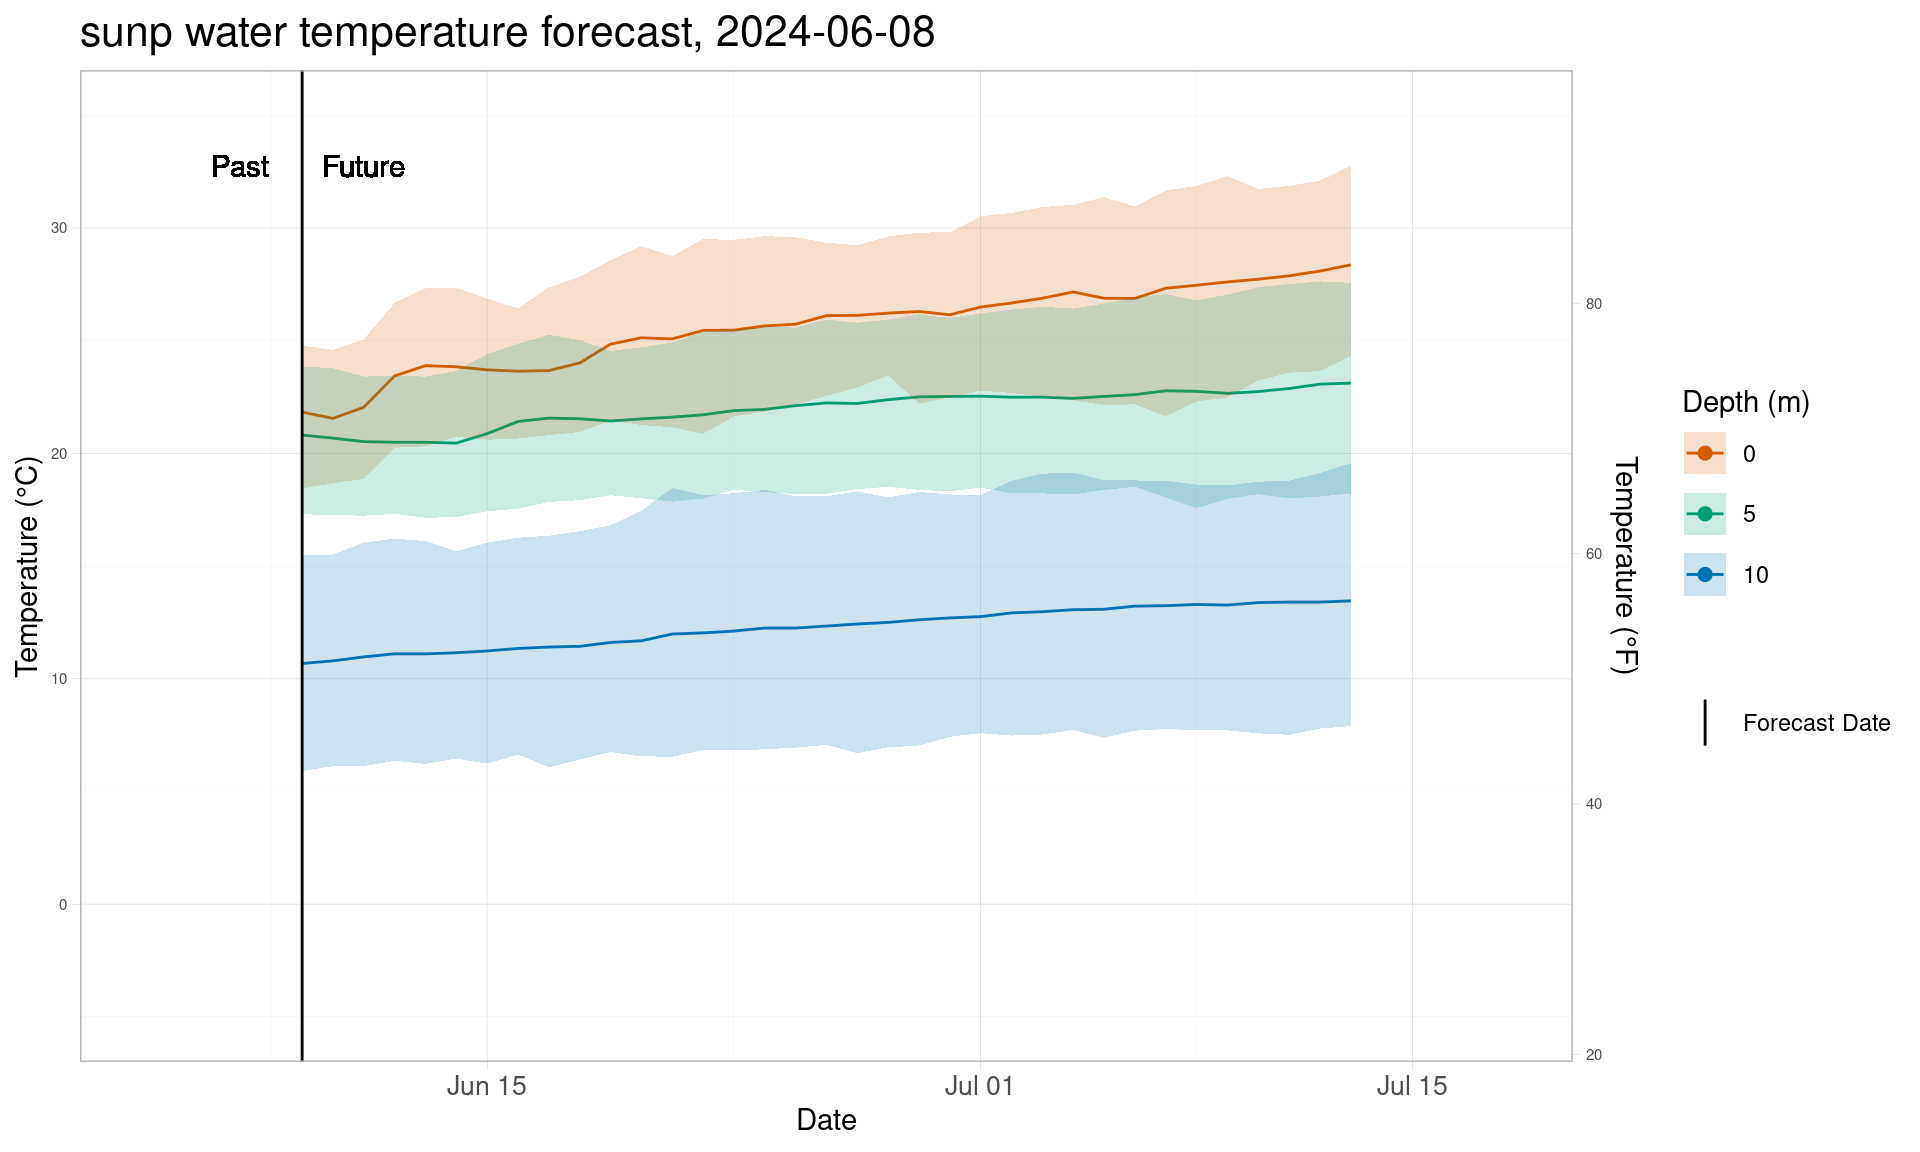 sunp water temperature forecast, 2024-06-08
Past
Future
30
20
10
0
Temperature (°C)
80
60
40
20
Temperature (°F)
Jun 15
Jul 01
Jul 15
Date
Depth (m)
0
5
10
Forecast Date